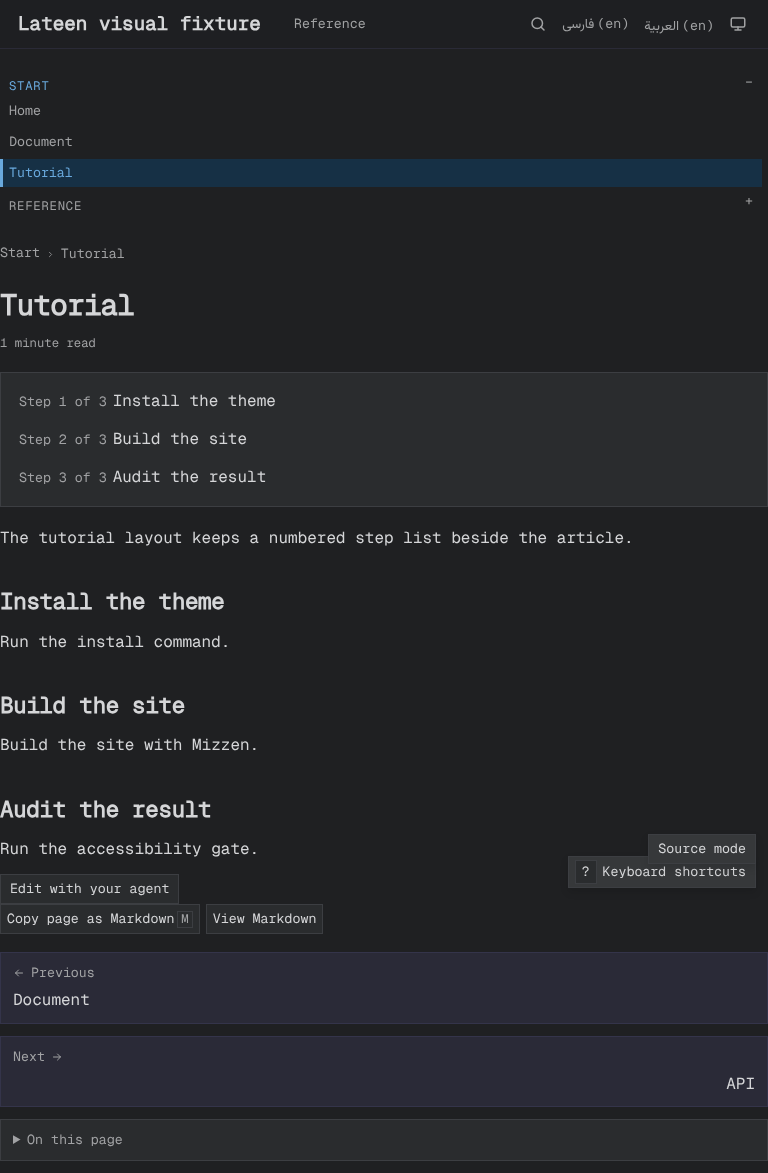 Lateen visual fixture
Reference
فارسی (en)
العربية (en)
START
−
Home
Document
Tutorial
REFERENCE
+
Start › Tutorial
Tutorial
1 minute read
Step 1 of 3 Install the theme
Step 2 of 3 Build the site
Step 3 of 3 Audit the result
The tutorial layout keeps a numbered step list beside the article.
Install the theme
Run the install command.
Build the site
Build the site with Mizzen.
Audit the result
Run the accessibility gate.
Source mode
? Keyboard shortcuts
Edit with your agent
Copy page as Markdown M
View Markdown
← Previous
Document
Next →
API
▶ On this page